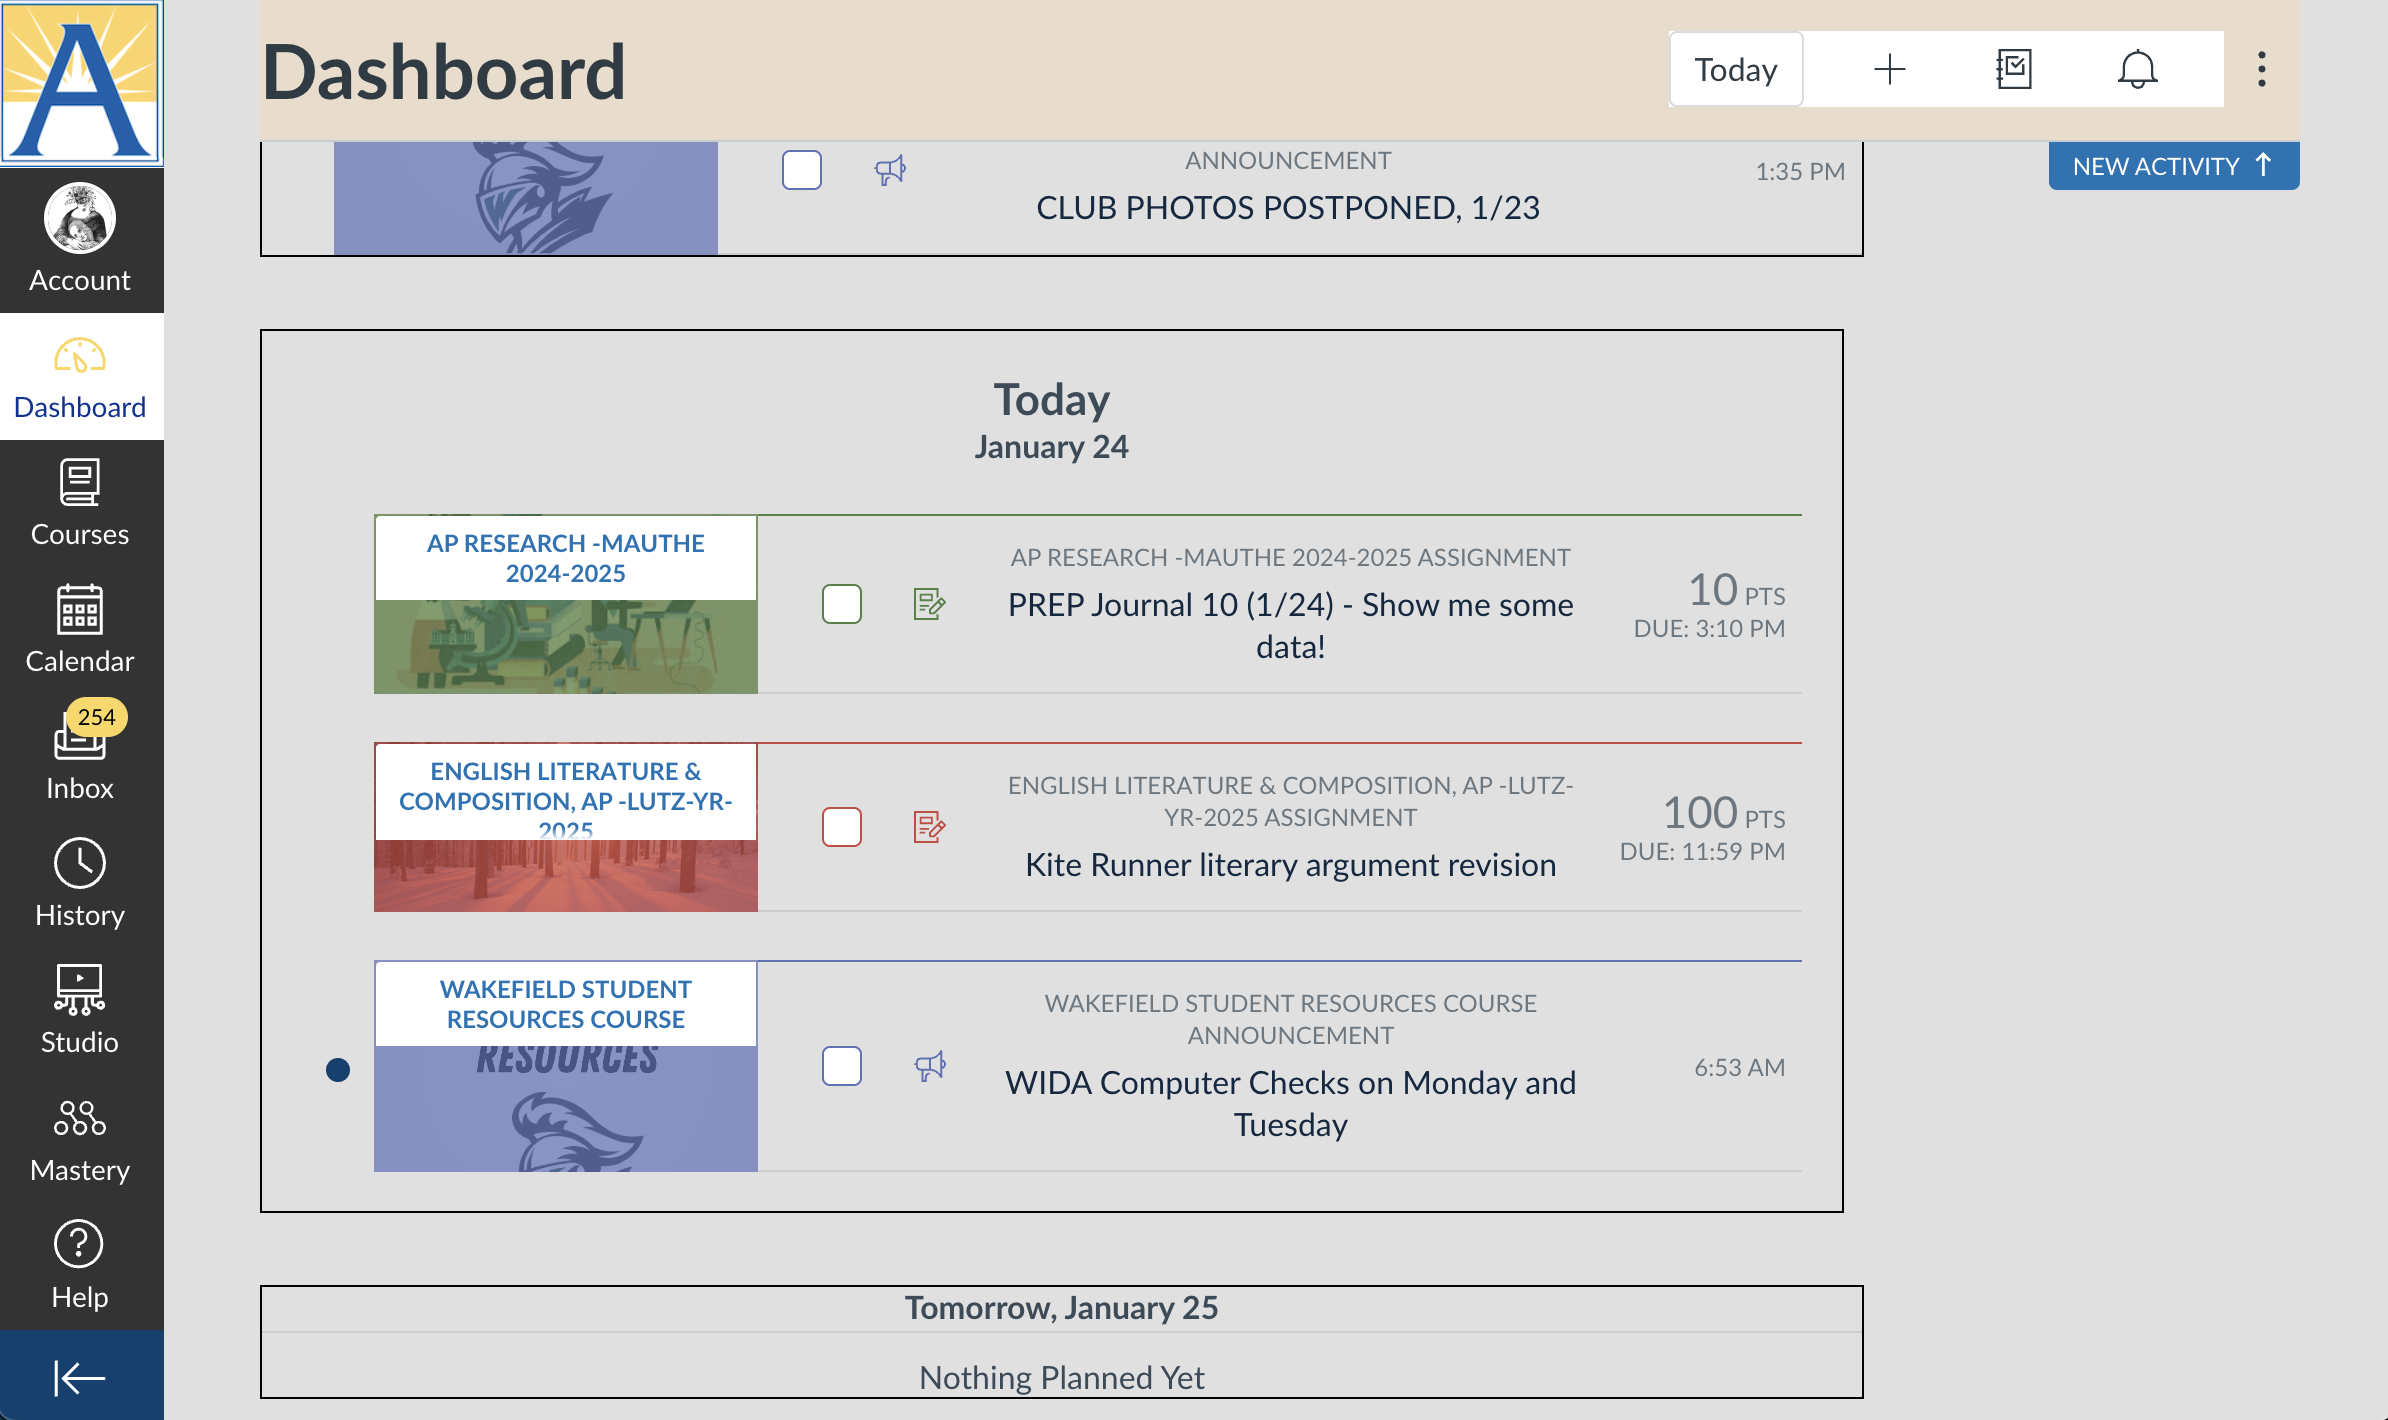 A
Account
Dashboard
Courses
Calendar
254
Inbox
History
Studio
Mastery
Help
Dashboard
Today
NEW ACTIVITY
ANNOUNCEMENT
CLUB PHOTOS POSTPONED, 1/23
1:35 PM
Today
January 24
AP RESEARCH -MAUTHE
2024-2025
AP RESEARCH -MAUTHE 2024-2025 ASSIGNMENT
PREP Journal 10 (1/24) - Show me some
data!
10 PTS
DUE: 3:10 PM
ENGLISH LITERATURE &
COMPOSITION, AP -LUTZ-YR-
2025
ENGLISH LITERATURE & COMPOSITION, AP -LUTZ-
YR-2025 ASSIGNMENT
Kite Runner literary argument revision
100 PTS
DUE: 11:59 PM
WAKEFIELD STUDENT
RESOURCES COURSE
RESOURCES
WAKEFIELD STUDENT RESOURCES COURSE
ANNOUNCEMENT
WIDA Computer Checks on Monday and
Tuesday
6:53 AM
Tomorrow, January 25
Nothing Planned Yet